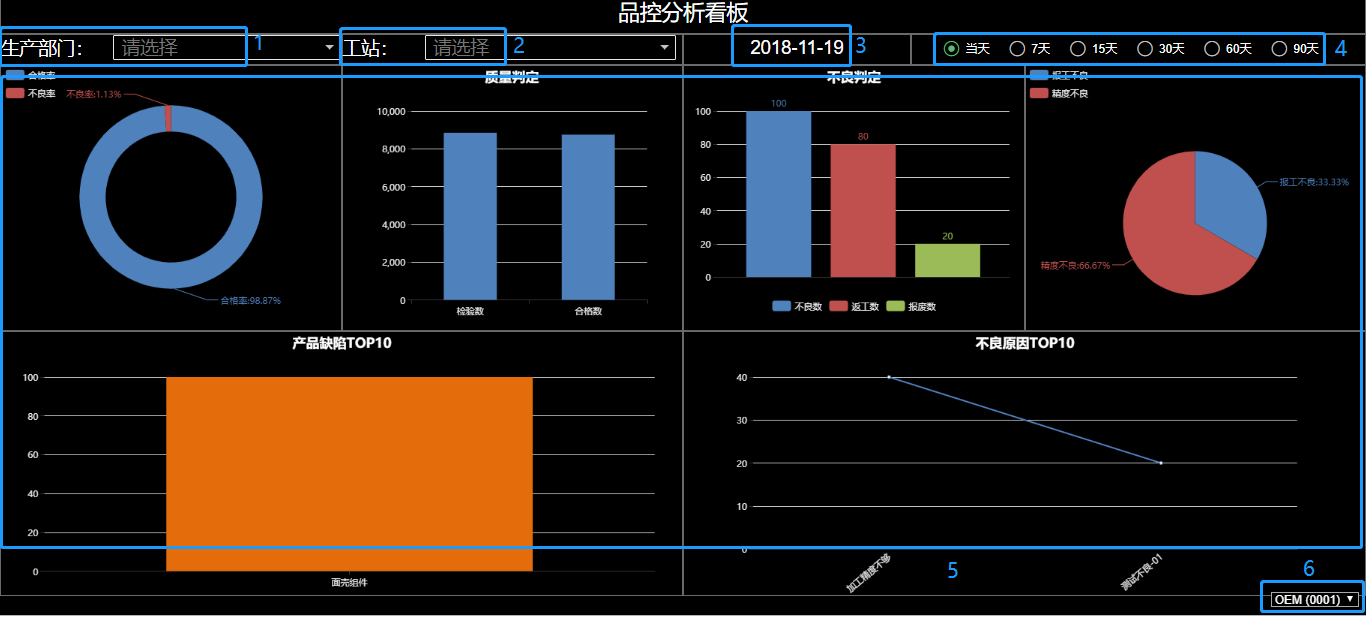 品控分析看板
生产部门： 请选择 1 工站： 请选择 2 2018-11-19 3 当天 7天 15天 30天 60天 90天 4
合格率
不良率 不良率:1.13%
合格率:98.87%
质量判定
10,000
8,000
6,000
4,000
2,000
0
检验数 合格数
不良判定
100
80
60
40
20
0
100
80
20
不良数 返工数 报废数
报工不良
精度不良
报工不良:33.33%
精度不良:66.67%
产品缺陷TOP10
100
80
60
40
20
0
面壳组件
不良原因TOP10
40
30
20
10
0
加工精度不够 测试不良-01
5
6
OEM (0001)